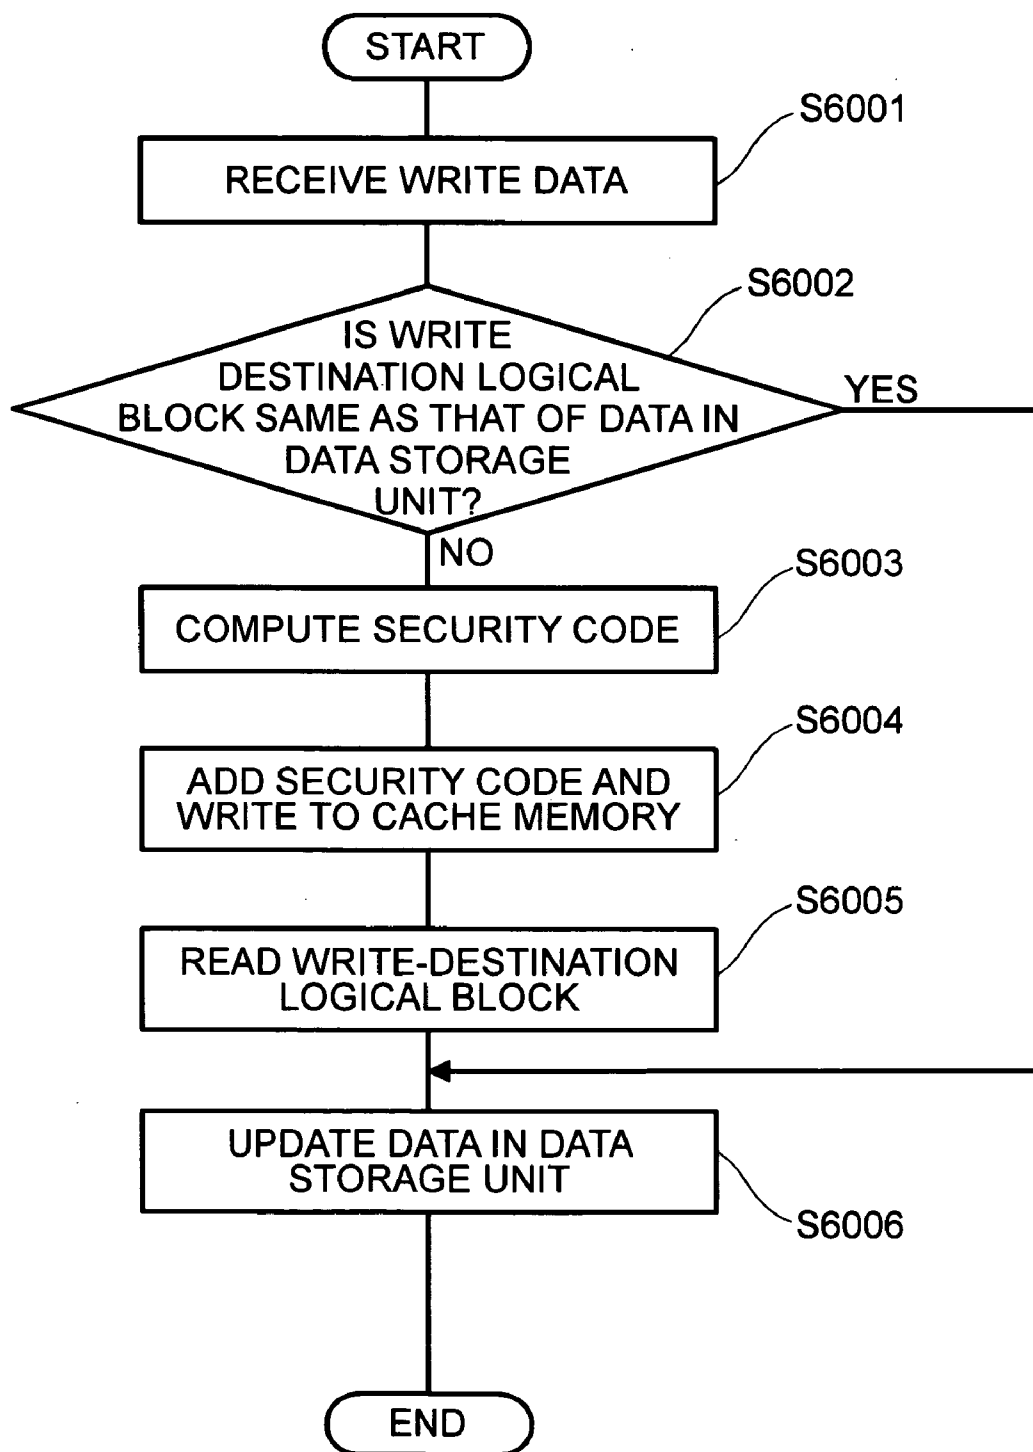 START
S6001
RECEIVE WRITE DATA
S6002
IS WRITE
DESTINATION LOGICAL
BLOCK SAME AS THAT OF DATA IN
DATA STORAGE
UNIT?
YES
NO
S6003
COMPUTE SECURITY CODE
S6004
ADD SECURITY CODE AND
WRITE TO CACHE MEMORY
S6005
READ WRITE-DESTINATION
LOGICAL BLOCK
UPDATE DATA IN DATA
STORAGE UNIT
S6006
END